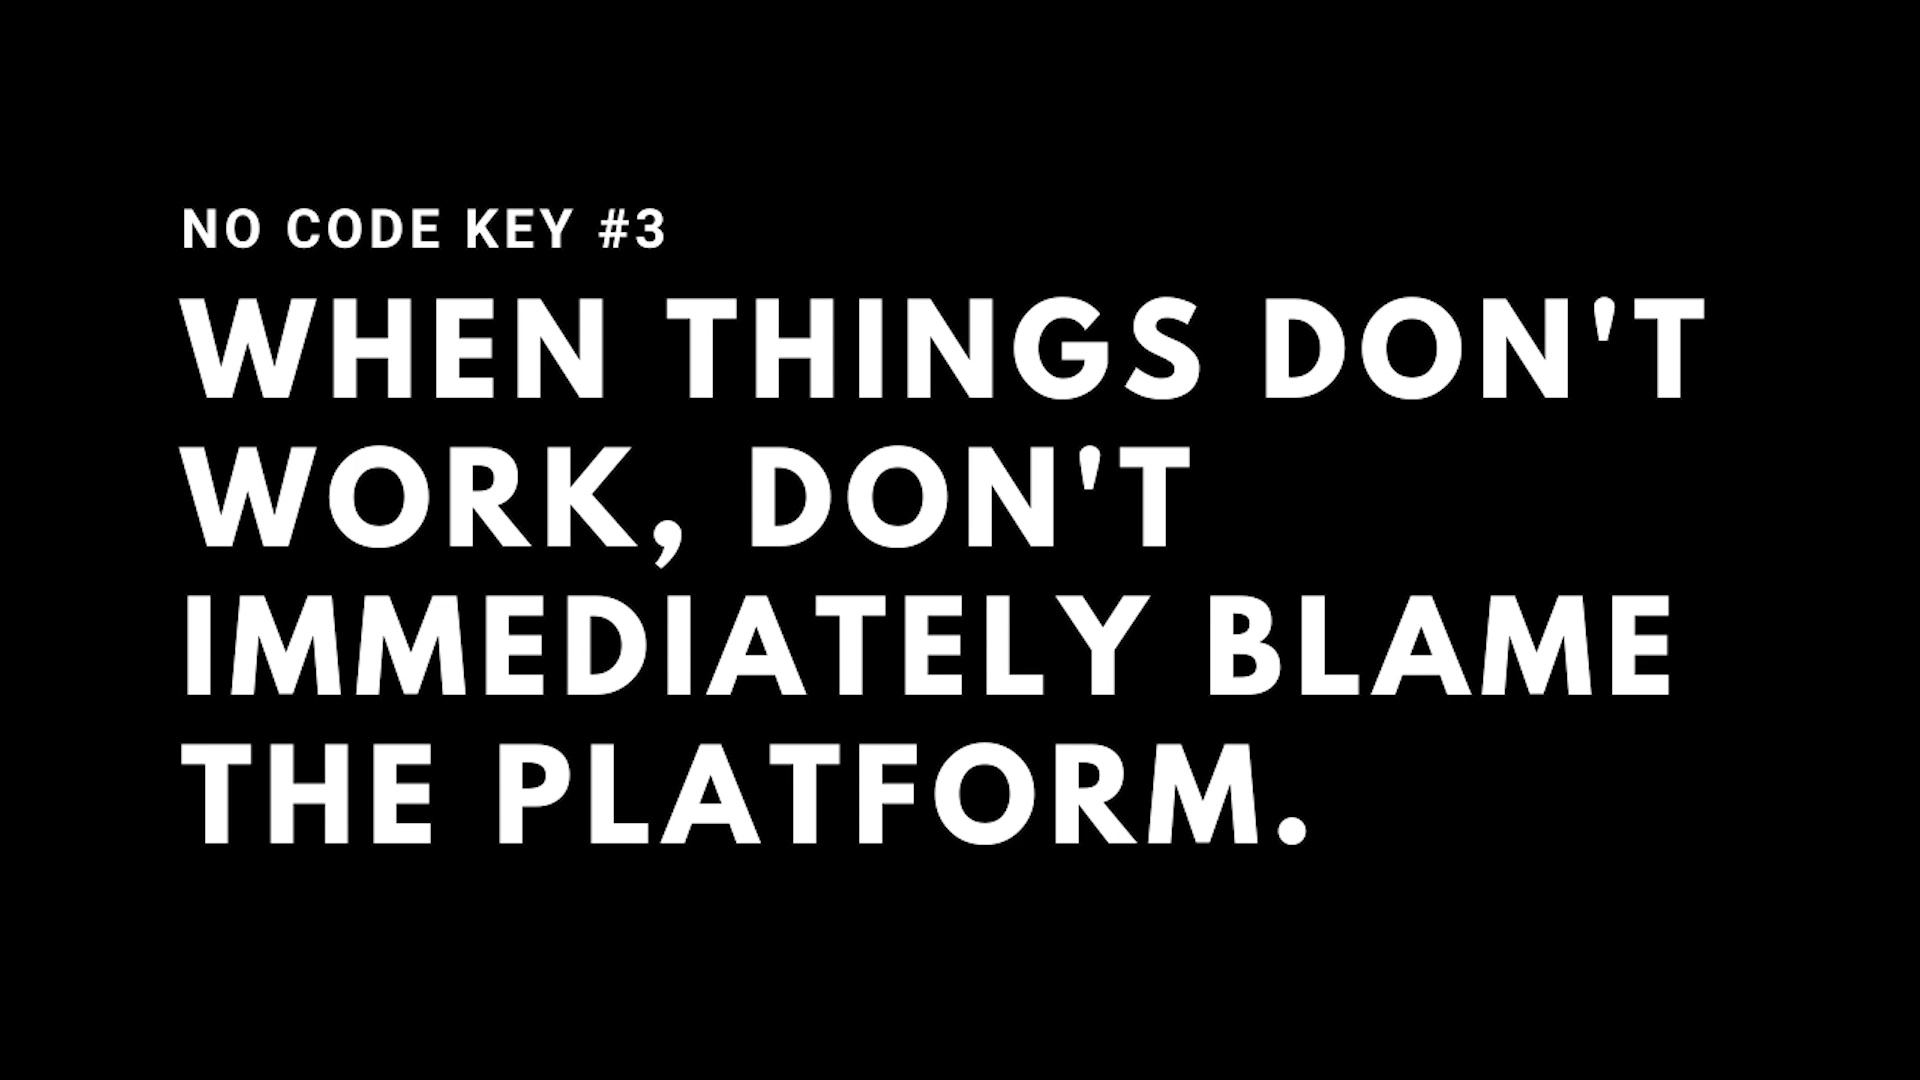 NO CODE KEY #3
WHEN THINGS DON'T
WORK, DON'T
IMMEDIATELY BLAME
THE PLATFORM.